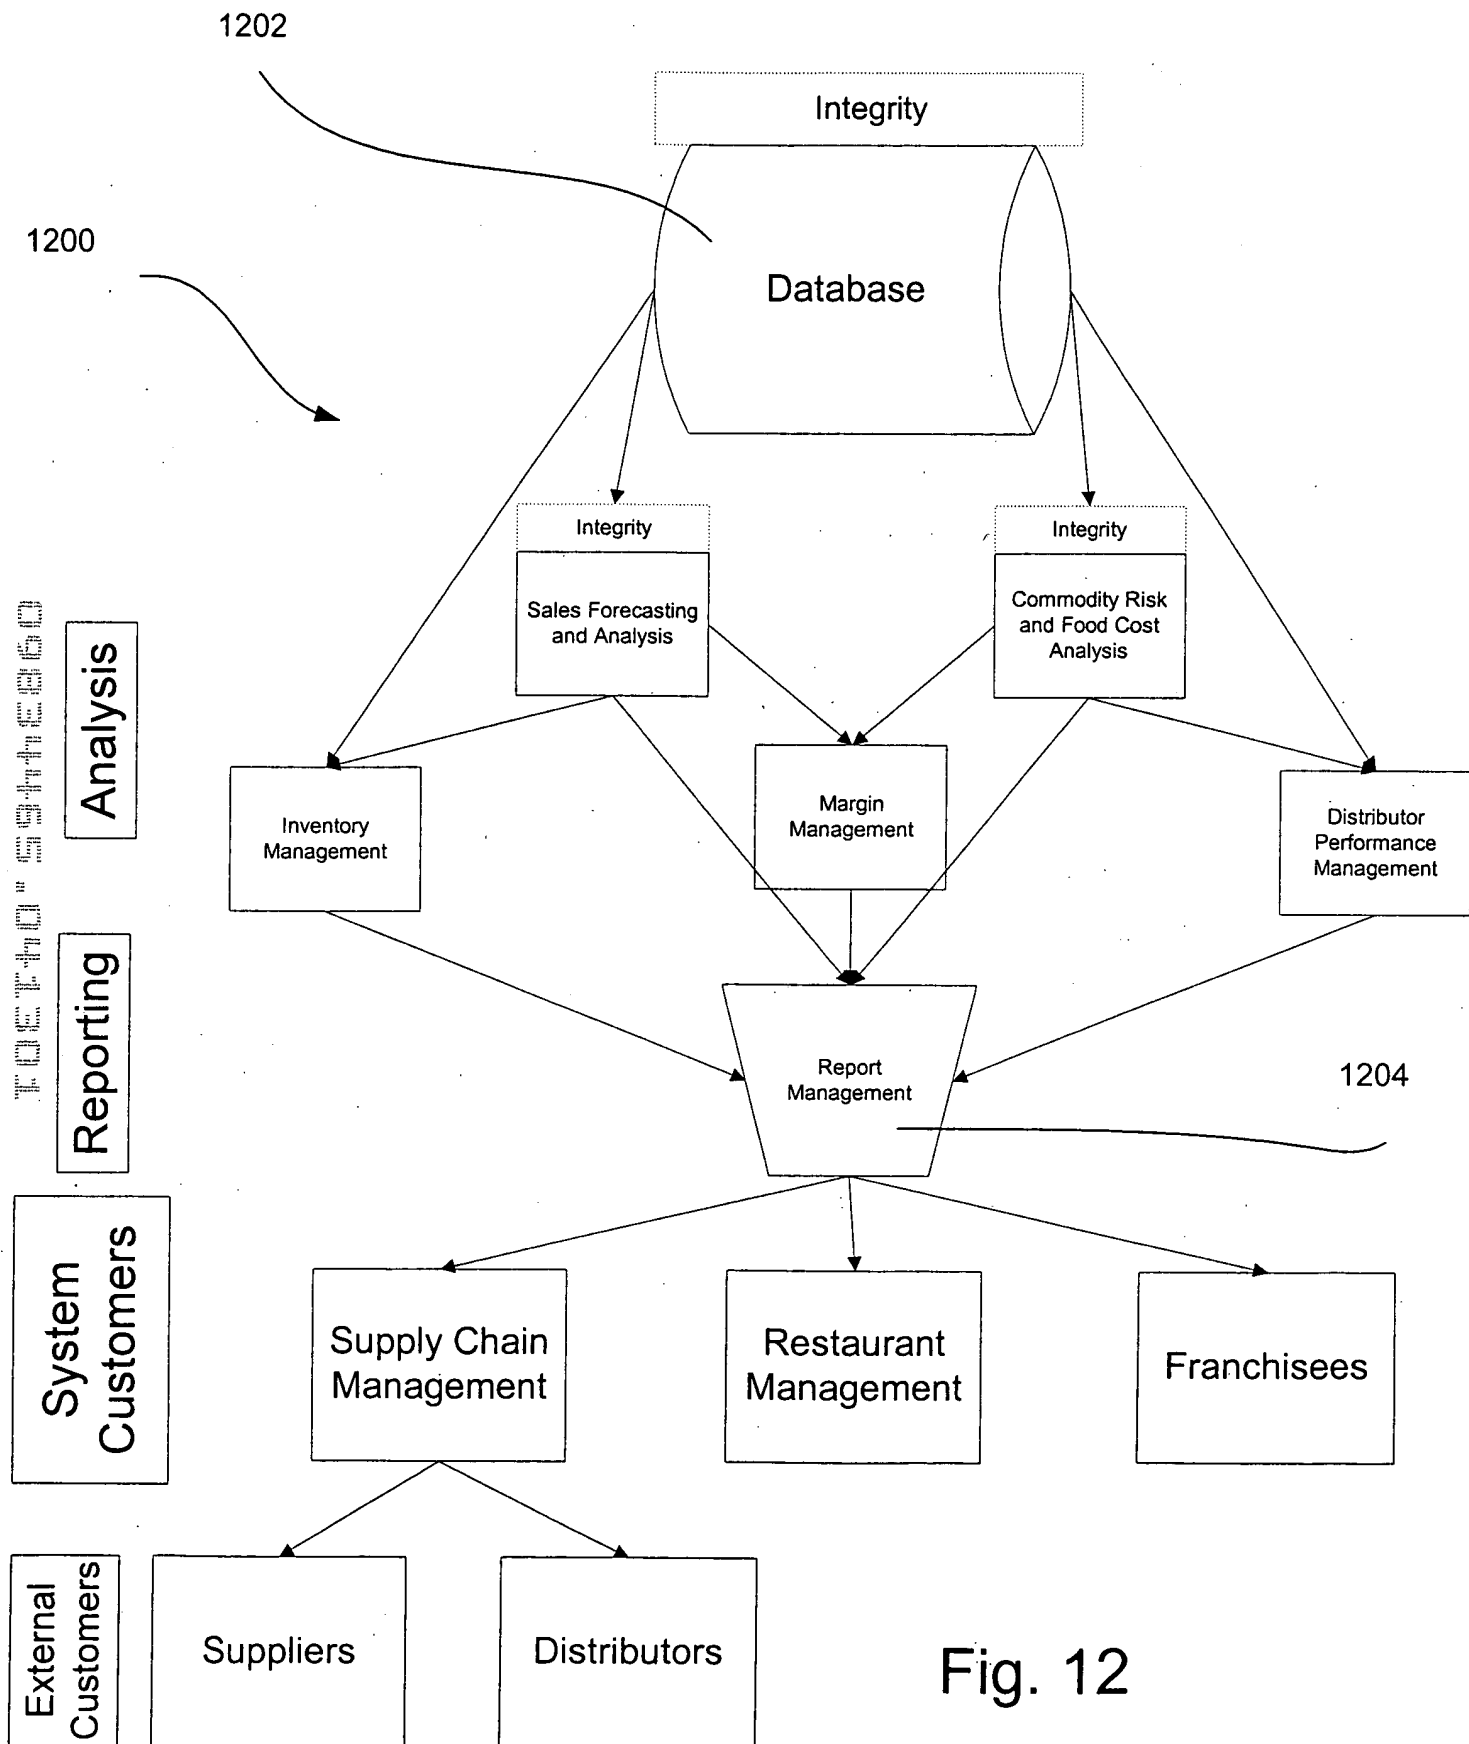 1202
Integrity
1200
Database
Integrity
Sales Forecasting
and Analysis
Integrity
Commodity Risk
and Food Cost
Analysis
Analysis
Inventory
Management
Margin
Management
Distributor
Performance
Management
Reporting
Report
Management
1204
System
Customers
Supply Chain
Management
Restaurant
Management
Franchisees
External
Customers
Suppliers
Distributors
Fig. 12